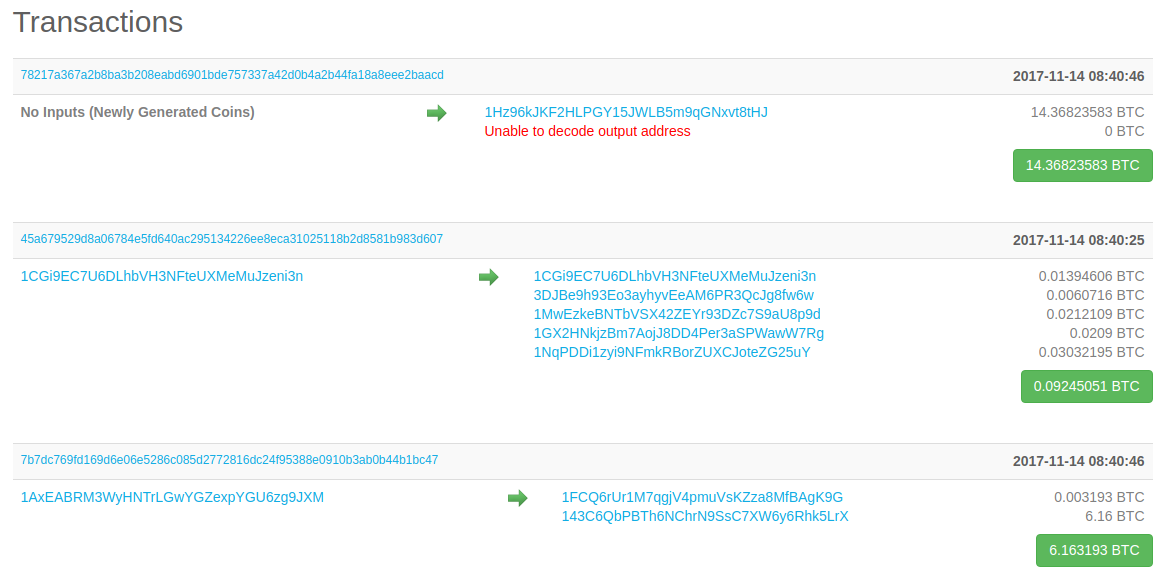 Transactions
78217a367a2b8ba3b208eabd6901bde757337a42d0b4a2b44fa18a8eee2baacd 2017-11-14 08:40:46
No Inputs (Newly Generated Coins) 1Hz96kJKF2HLPGY15JWLB5m9qGNxvt8tHJ 14.36823583 BTC
Unable to decode output address 0 BTC
14.36823583 BTC
45a679529d8a06784e5fd640ac295134226ee8eca31025118b2d8581b983d607 2017-11-14 08:40:25
1CGi9EC7U6DLhbVH3NFteUXMeMuJzeni3n 1CGi9EC7U6DLhbVH3NFteUXMeMuJzeni3n 0.01394606 BTC
3DJBe9h93Eo3ayhyvEeAM6PR3QcJg8fw6w 0.0060716 BTC
1MwEzkeBNTbVSX42ZEYr93DZc7S9aU8p9d 0.0212109 BTC
1GX2HNkjzBm7AojJ8DD4Per3aSPWawW7Rg 0.0209 BTC
1NqPDDi1zyi9NFmkRBorZUXCJoteZG25uY 0.03032195 BTC
0.09245051 BTC
7b7dc769fd169d6e06e5286c085d2772816dc24f95388e0910b3ab0b44b1bc47 2017-11-14 08:40:46
1AxEABRM3WyHNTrLGwYGZexpYGU6zg9JXM 1FCQ6rUr1M7qgjV4pmuVsKZza8MfBAgK9G 0.003193 BTC
143C6QbPBTh6NChrN9SsC7XW6y6Rhk5LrX 6.16 BTC
6.163193 BTC